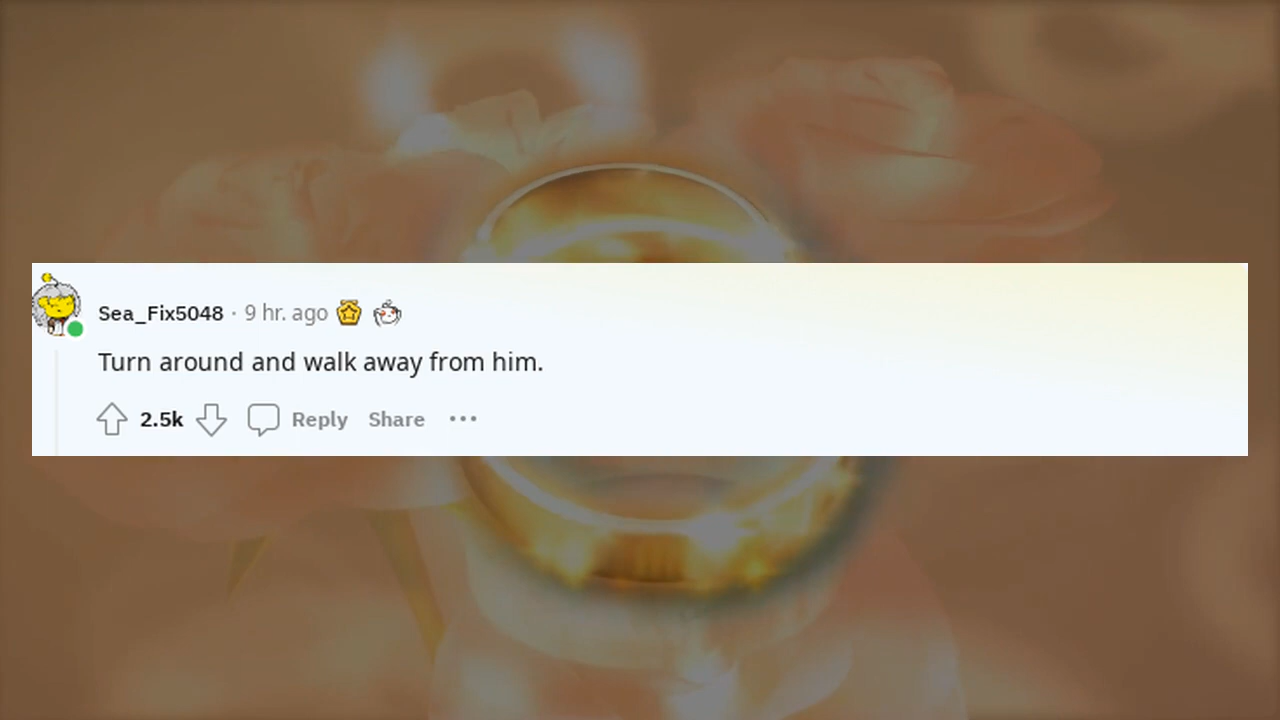 Sea_Fix5048 · 9 hr. ago
Turn around and walk away from him.
2.5k Reply Share ···